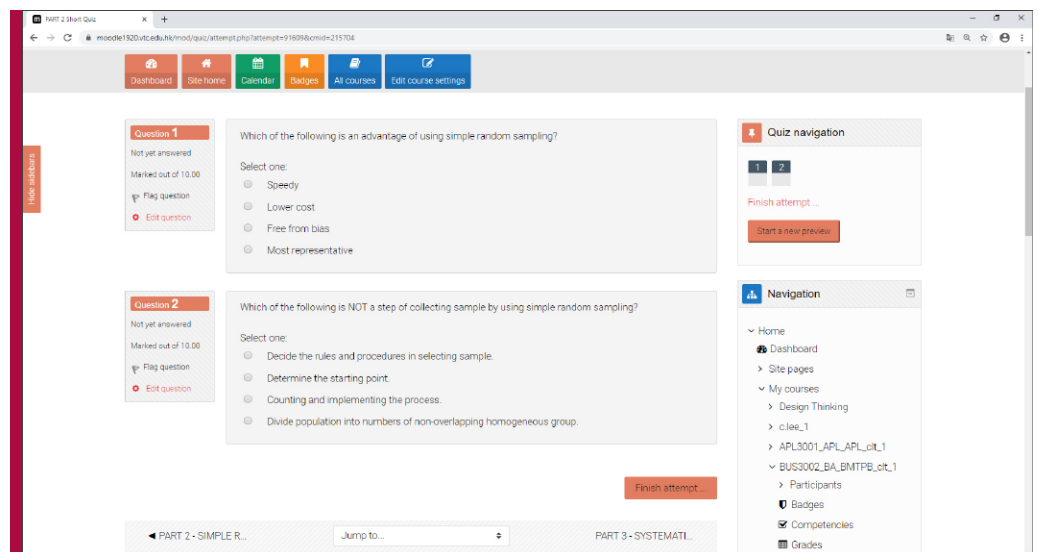 PART 2 Short Quiz
moodle1920.vtc.edu.hk/mod/quiz/attempt.php?attempt=91609&cmid=215704
Dashboard
Site home
Calendar
Badges
All courses
Edit course settings
Hide sidebars
Question 1
Not yet answered
Marked out of 10.00
Flag question
Edit question
Which of the following is an advantage of using simple random sampling?
Select one:
Speedy
Lower cost
Free from bias
Most representative
Question 2
Not yet answered
Marked out of 10.00
Flag question
Edit question
Which of the following is NOT a step of collecting sample by using simple random sampling?
Select one:
Decide the rules and procedures in selecting sample.
Determine the starting point.
Counting and implementing the process.
Divide population into numbers of non-overlapping homogeneous group.
Finish attempt ...
◄ PART 2 - SIMPLE R...
Jump to...
PART 3 - SYSTEMATI...
Quiz navigation
1 2
Finish attempt ...
Start a new preview
Navigation
Home
Dashboard
Site pages
My courses
Design Thinking
c.lee_1
APL3001_APL_APL_clt_1
BUS3002_BA_BMTPB_clt_1
Participants
Badges
Competencies
Grades